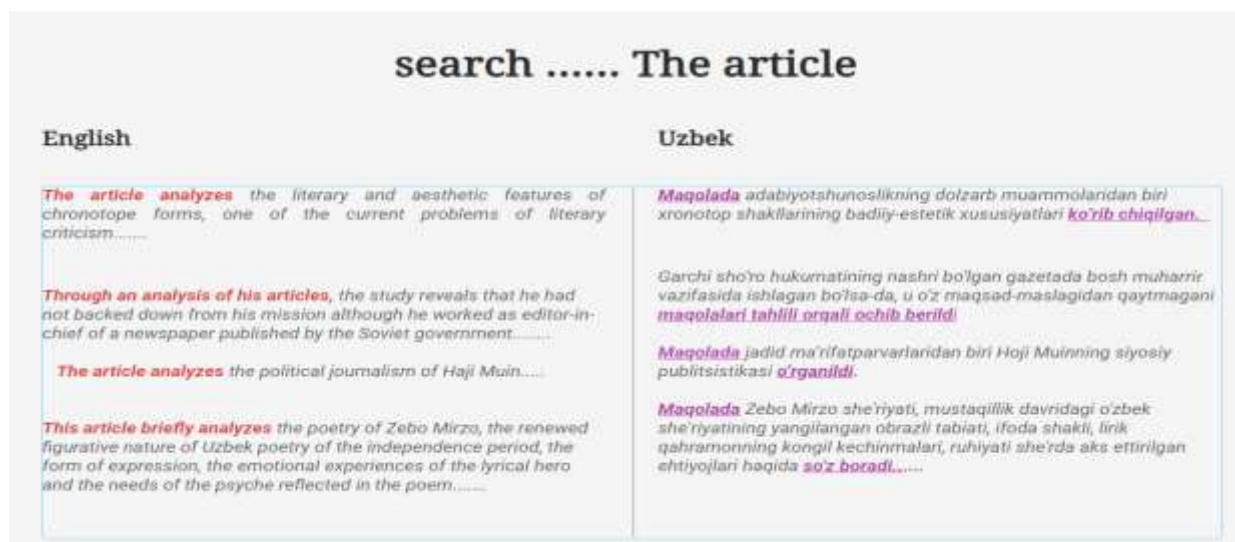 search ...... The article
English
The article analyzes the literary and aesthetic features of
chronotope forms, one of the current problems of literary
criticism.......
Through an analysis of his articles, the study reveals that he had
not backed down from his mission although he worked as editor-in-
chief of a newspaper published by the Soviet government.........
The article analyzes the political journalism of Haji Muin.....
This article briefly analyzes the poetry of Zebo Mirzo, the renewed
figurative nature of Uzbek poetry of the independence period, the
form of expression, the emotional experiences of the lyrical hero
and the needs of the psyche reflected in the poem.......
Uzbek
Maqolada adabiyotshunoslikning dolzarb muammolaridan biri
xronotop shakllarining badiiy-estetik xususiyatlari ko'rib chiqilgan.
Garchi sho'ro hukumatining nashri bo'lgan gazetada bosh muharrir
vazifasida ishlagan bo'lsa-da, u o'z maqsad-maslagidan qaytmagani
maqolalari tahlili orqali ochib berildi
Maqolada jadid ma'rifatparvarlaridan biri Hoji Muinning siyosiy
publitsistikasi o'rganildi.
Maqolada Zebo Mirzo she'riyati, mustaqillik davridagi o'zbek
she'riyatining yangilangan obrazli tabiati, ifoda shakli, lirik
qahramonning kongil kechinmalari, ruhiyati she'rda aks ettirilgan
ehtiyojlari haqida so'z boradi.......